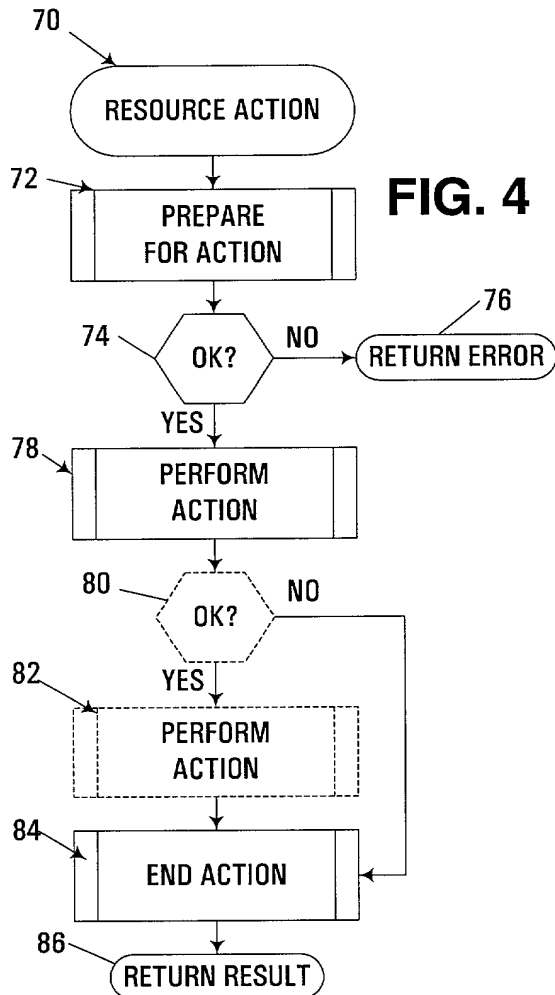 70
RESOURCE ACTION
72
FIG. 4
PREPARE
FOR ACTION
74
OK?
NO
76
RETURN ERROR
YES
78
PERFORM
ACTION
80
OK?
NO
YES
82
PERFORM
ACTION
84
END ACTION
86
RETURN RESULT